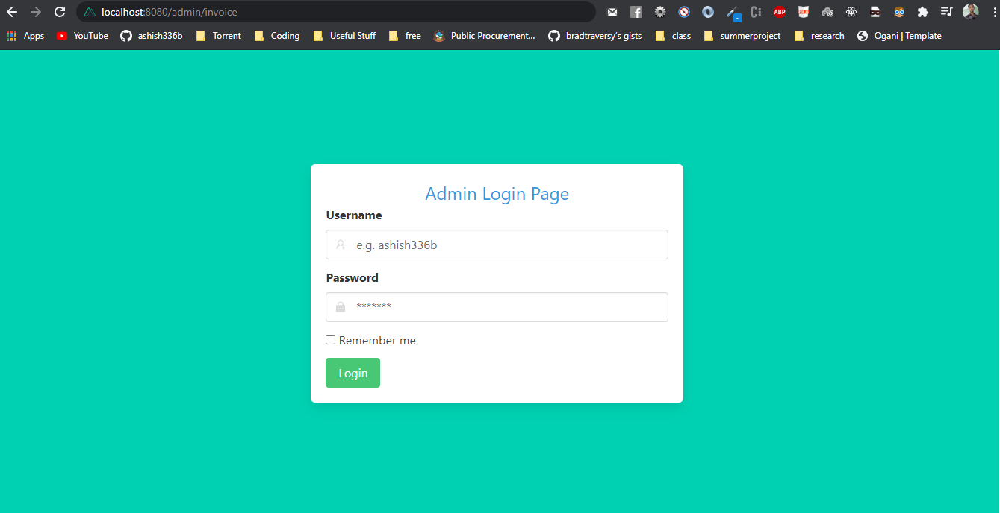 localhost:8080/admin/invoice
ABP
Apps YouTube ashish336b Torrent Coding Useful Stuff free Public Procurement... bradtraversy's gists class summerproject research Ogani | Template
Admin Login Page
Username
e.g. ashish336b
Password
*******
Remember me
Login